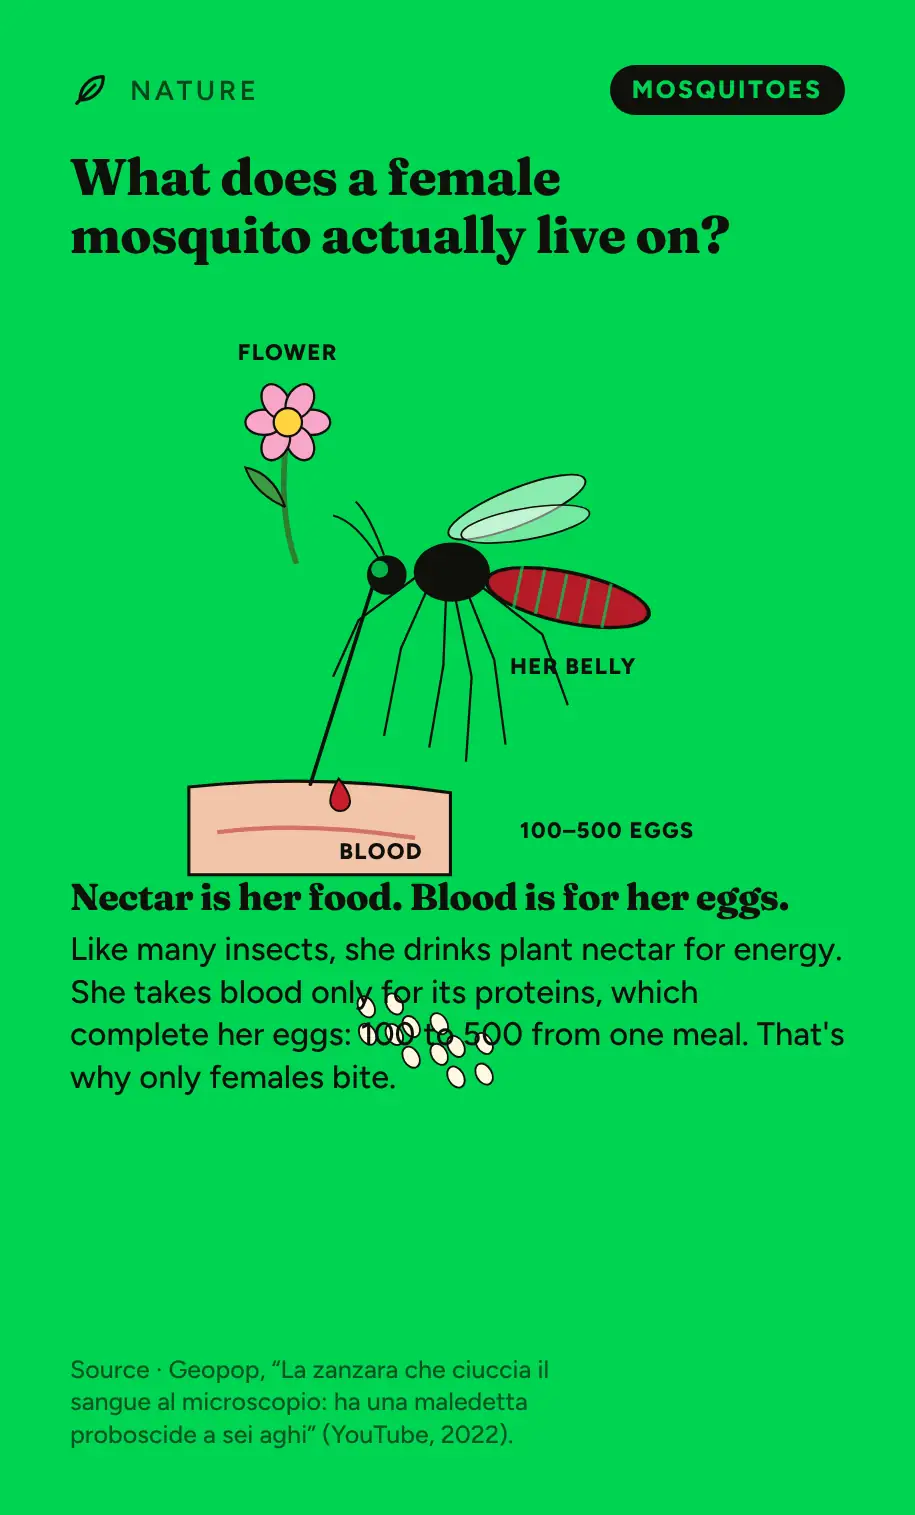 NATURE
MOSQUITOES
What does a female
mosquito actually live on?
FLOWER
HER BELLY
100–500 EGGS
BLOOD
Nectar is her food. Blood is for her eggs.
Like many insects, she drinks plant nectar for energy.
She takes blood only for its proteins, which
complete her eggs: 100 to 500 from one meal. That's
why only females bite.
Source · Geopop, “La zanzara che ciuccia il
sangue al microscopio: ha una maledetta
proboscide a sei aghi” (YouTube, 2022).